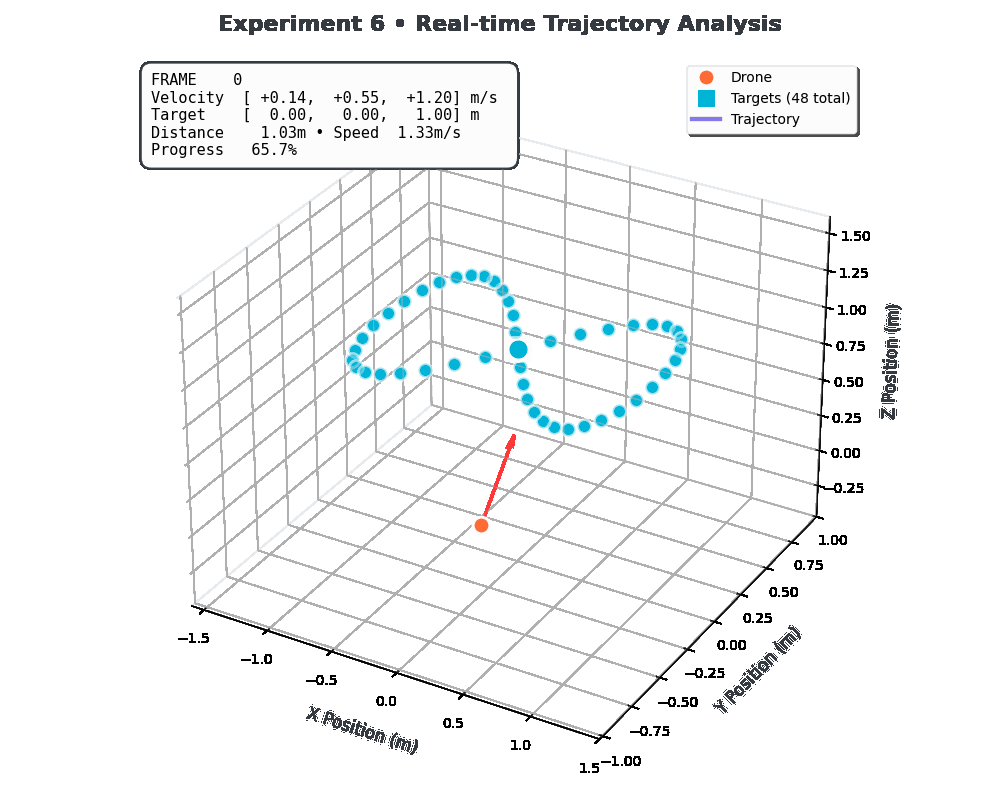 Experiment 6 • Real-time Trajectory Analysis
FRAME    0
Velocity  [ +0.14,  +0.55,  +1.20] m/s
Target    [  0.00,   0.00,   1.00] m
Distance    1.03m • Speed  1.33m/s
Progress   65.7%
Drone
Targets (48 total)
Trajectory
1.50
1.25
1.00
0.75
0.50
0.25
0.00
−0.25
Z Position (m)
1.00
0.75
0.50
0.25
0.00
−0.25
−0.50
−0.75
−1.00
Y Position (m)
−1.5
−1.0
−0.5
0.0
0.5
1.0
1.5
X Position (m)